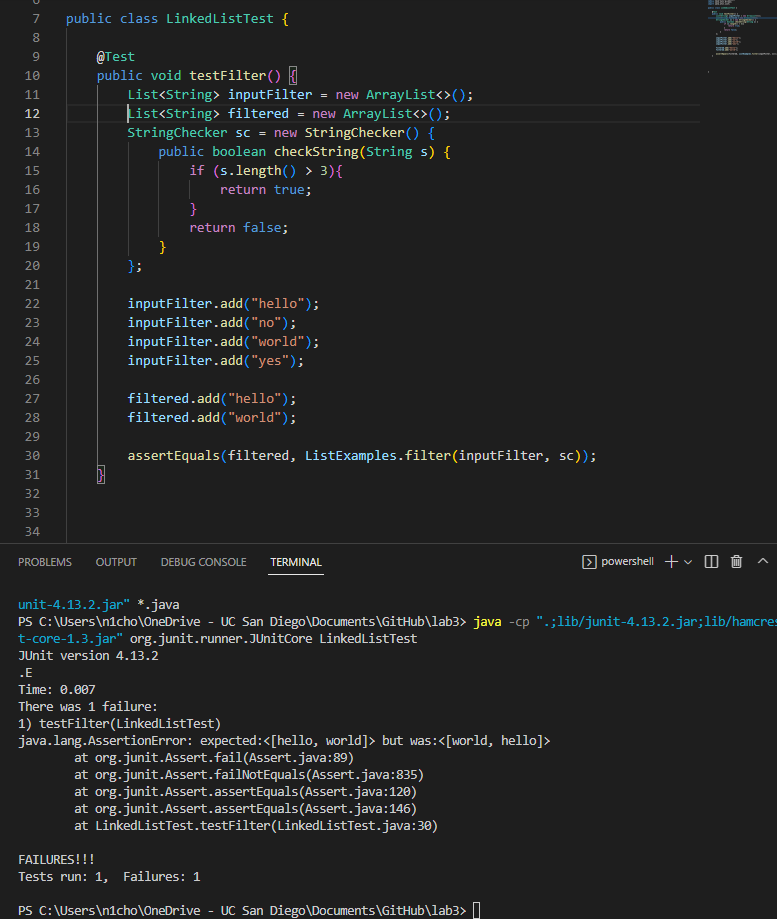 6
7 public class LinkedListTest {
8
9 @Test
10 public void testFilter() {
11 List<String> inputFilter = new ArrayList<>();
12 List<String> filtered = new ArrayList<>();
13 StringChecker sc = new StringChecker() {
14 public boolean checkString(String s) {
15 if (s.length() > 3){
16 return true;
17 }
18 return false;
19 }
20 };
21
22 inputFilter.add("hello");
23 inputFilter.add("no");
24 inputFilter.add("world");
25 inputFilter.add("yes");
26
27 filtered.add("hello");
28 filtered.add("world");
29
30 assertEquals(filtered, ListExamples.filter(inputFilter, sc));
31 }
32
33
34
PROBLEMS OUTPUT DEBUG CONSOLE TERMINAL powershell
unit-4.13.2.jar" *.java
PS C:\Users\n1cho\OneDrive - UC San Diego\Documents\GitHub\lab3> java -cp ".;lib/junit-4.13.2.jar;lib/hamcres
t-core-1.3.jar" org.junit.runner.JUnitCore LinkedListTest
JUnit version 4.13.2
.E
Time: 0.007
There was 1 failure:
1) testFilter(LinkedListTest)
java.lang.AssertionError: expected:<[hello, world]> but was:<[world, hello]>
at org.junit.Assert.fail(Assert.java:89)
at org.junit.Assert.failNotEquals(Assert.java:835)
at org.junit.Assert.assertEquals(Assert.java:120)
at org.junit.Assert.assertEquals(Assert.java:146)
at LinkedListTest.testFilter(LinkedListTest.java:30)
FAILURES!!!
Tests run: 1,  Failures: 1
PS C:\Users\n1cho\OneDrive - UC San Diego\Documents\GitHub\lab3>